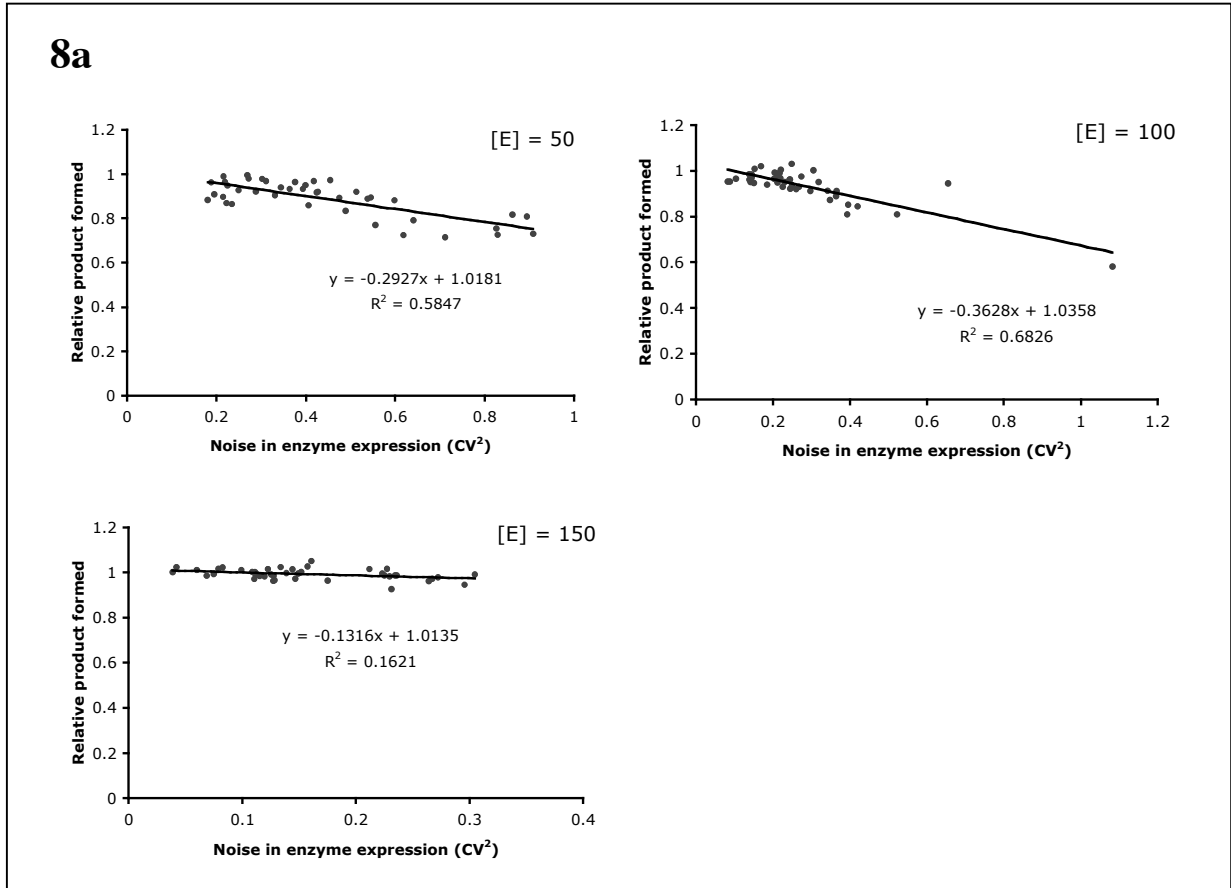 8a
[E] = 50
1.2
1
0.8
0.6
0.4
0.2
0
Relative product formed
y = -0.2927x + 1.0181
R² = 0.5847
0 0.2 0.4 0.6 0.8 1
Noise in enzyme expression (CV²)
[E] = 100
1.2
1
0.8
0.6
0.4
0.2
0
Relative product formed
y = -0.3628x + 1.0358
R² = 0.6826
0 0.2 0.4 0.6 0.8 1 1.2
Noise in enzyme expression (CV²)
[E] = 150
1.2
1
0.8
0.6
0.4
0.2
0
Relative product formed
y = -0.1316x + 1.0135
R² = 0.1621
0 0.1 0.2 0.3 0.4
Noise in enzyme expression (CV²)